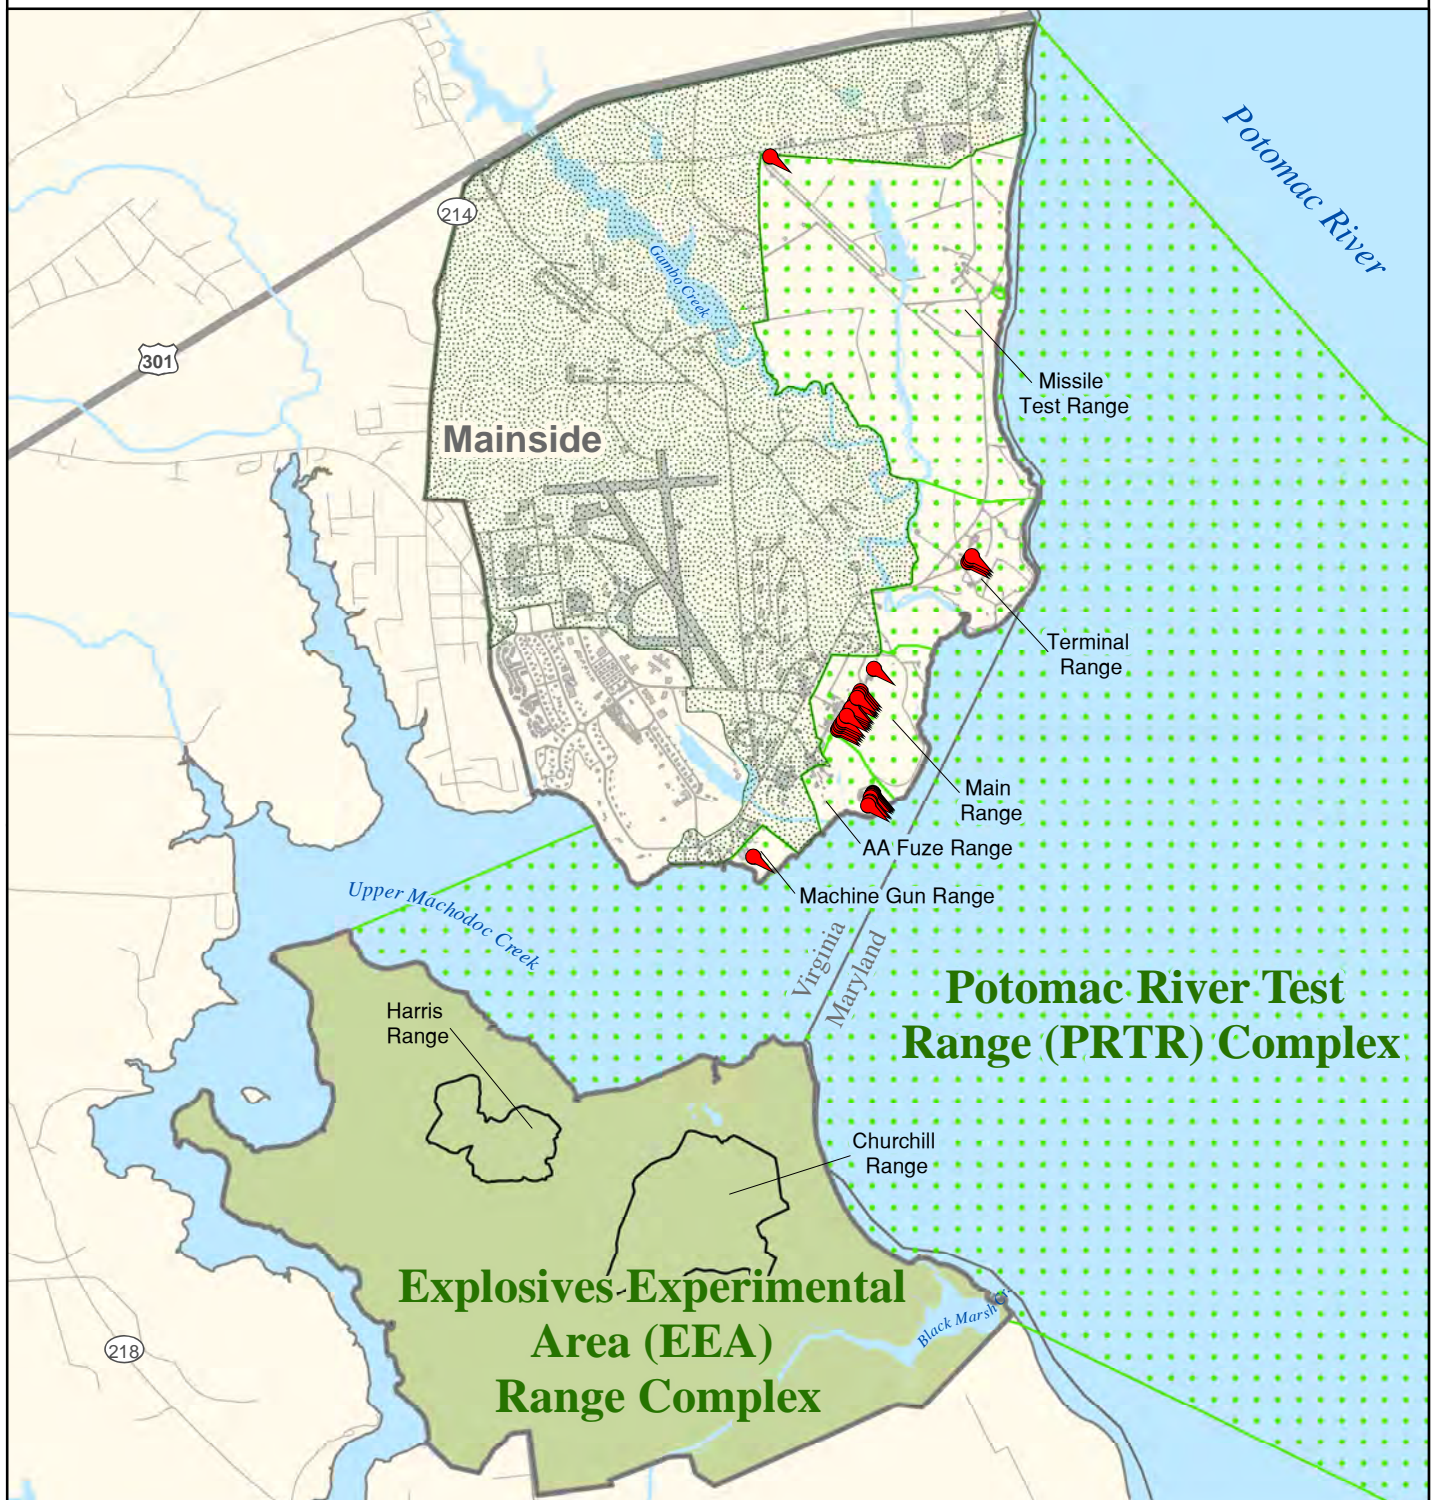 Potomac River
214
Gambo Creek
301
Missile
Test Range
Mainside
Terminal
Range
Main
Range
AA Fuze Range
Machine Gun Range
Upper Machodoc Creek
Virginia
Maryland
Potomac River Test
Range (PRTR) Complex
Harris
Range
Churchill
Range
Explosives Experimental
Area (EEA)
Range Complex
Black Marsh Cr.
218